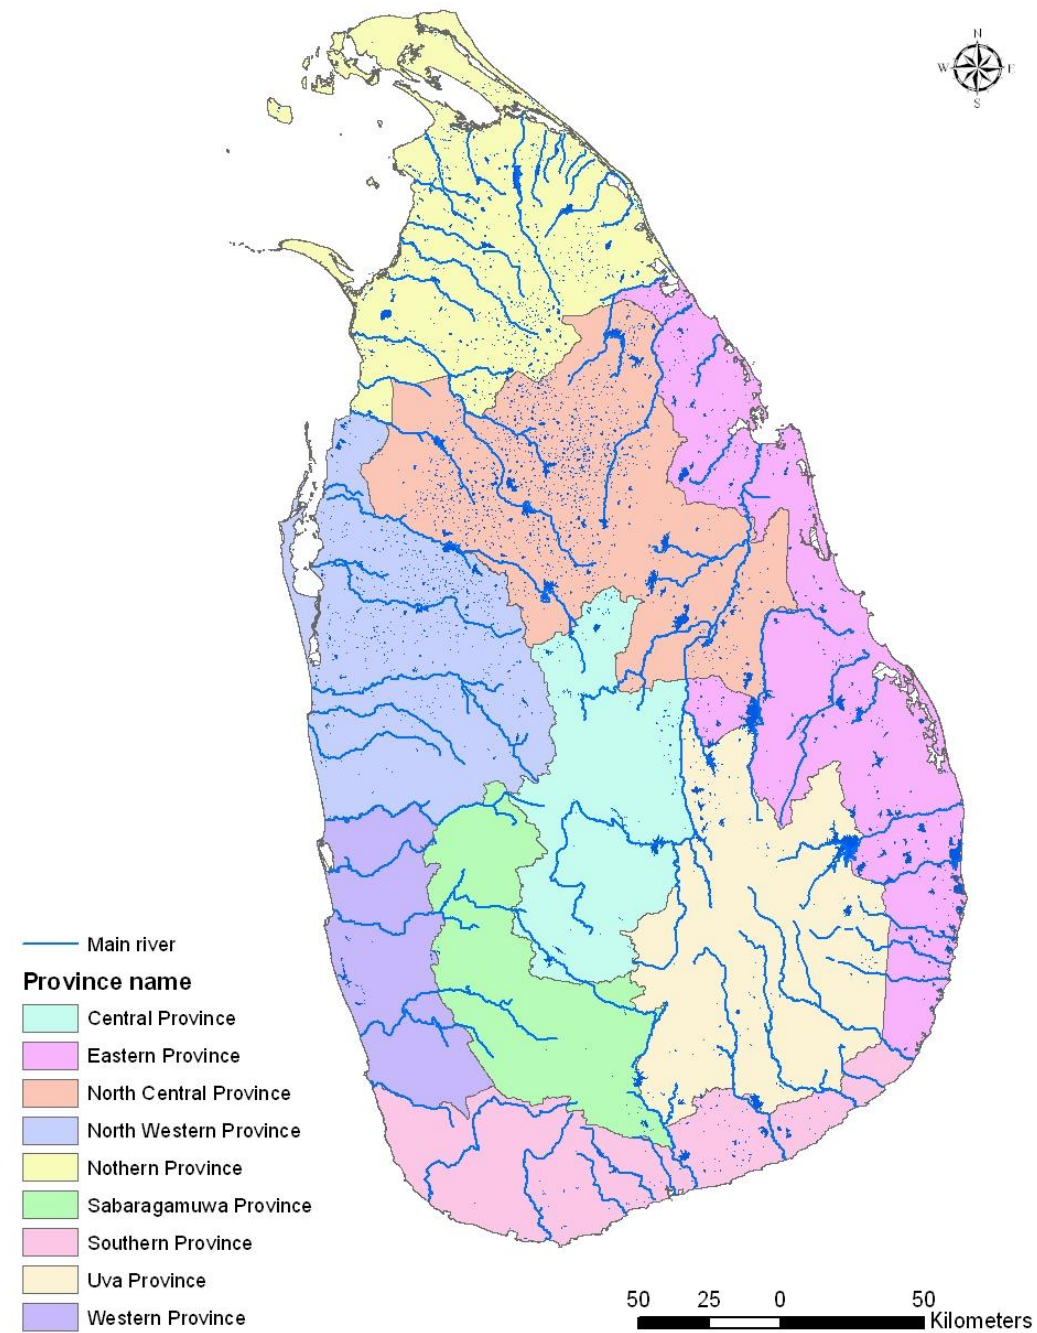 N
W E
S
Main river
Province name
Central Province
Eastern Province
North Central Province
North Western Province
Nothern Province
Sabaragamuwa Province
Southern Province
Uva Province
Western Province
50 25 0 50
Kilometers